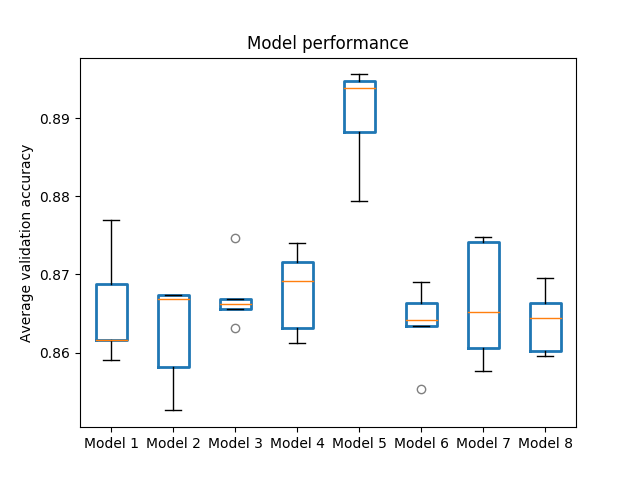 Model performance
Average validation accuracy
0.89
0.88
0.87
0.86
Model 1 Model 2 Model 3 Model 4 Model 5 Model 6 Model 7 Model 8